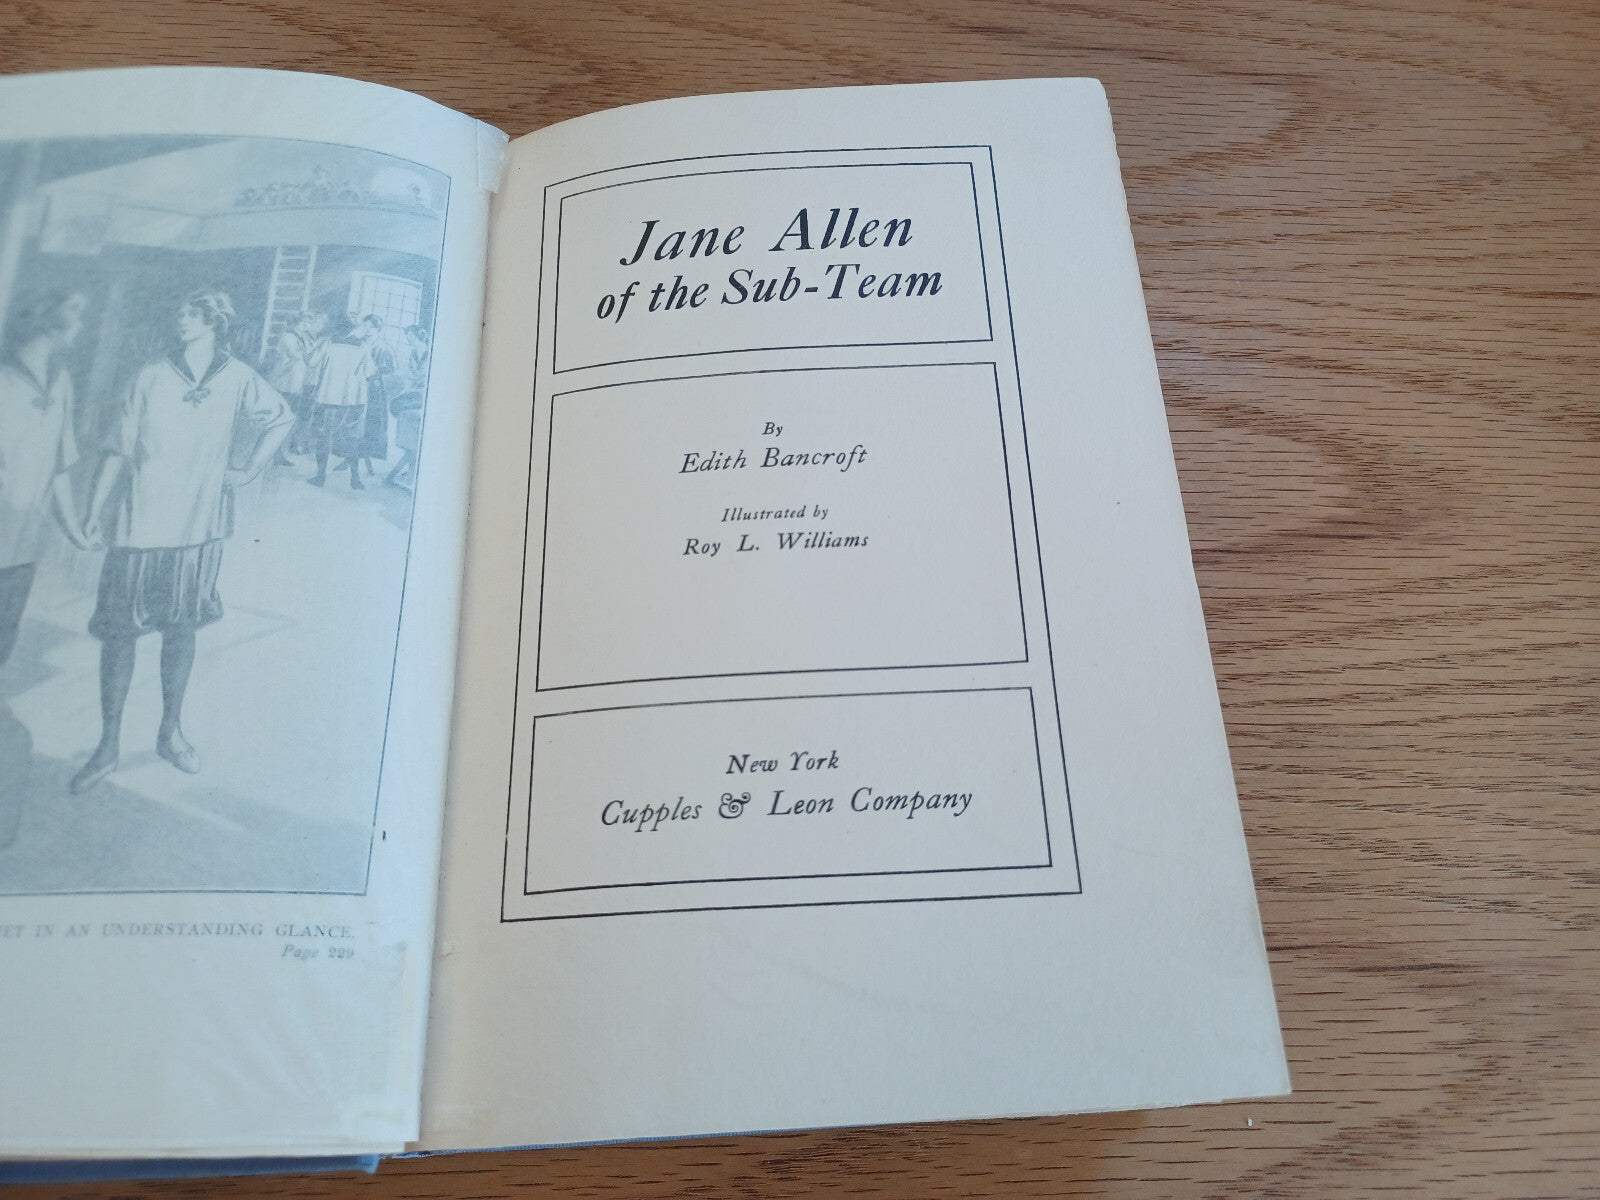 IN AN UNDERSTANDING GLANCE.
Page 229
Jane Allen
of the Sub-Team
By
Edith Bancroft
Illustrated by
Roy L. Williams
New York
Cupples & Leon Company